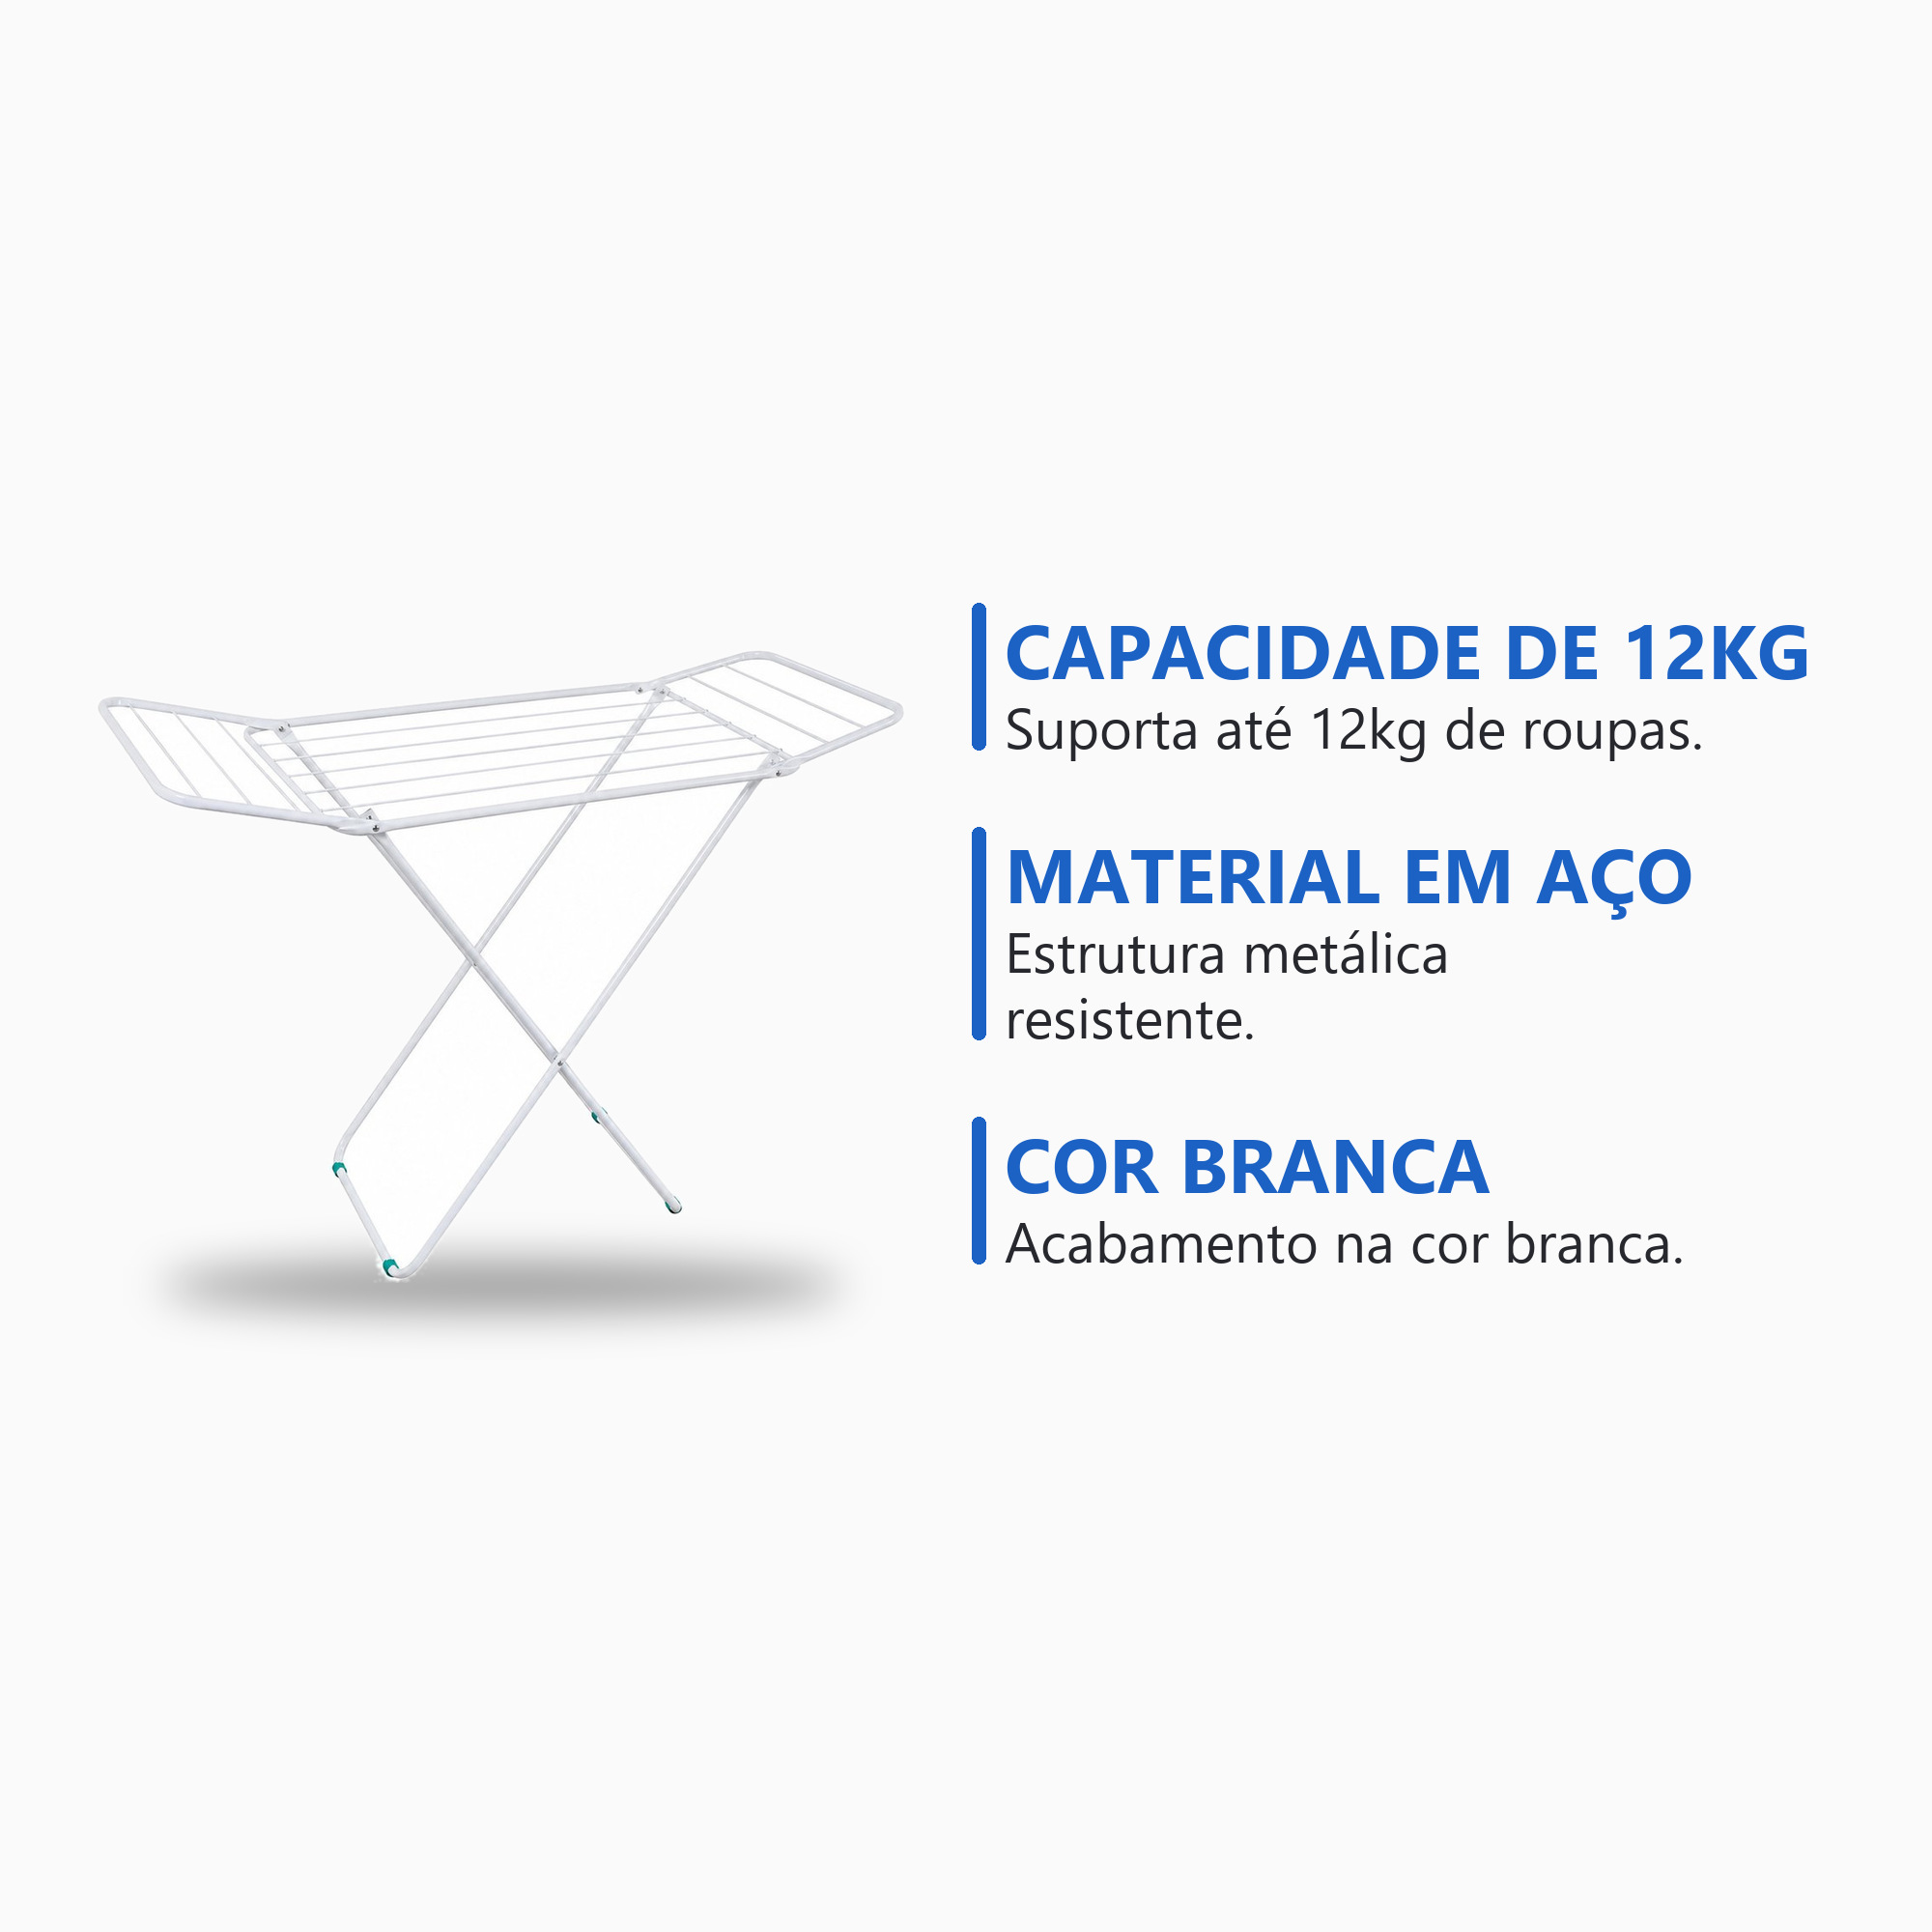 CAPACIDADE DE 12KG
Suporta até 12kg de roupas.
MATERIAL EM AÇO
Estrutura metálica
resistente.
COR BRANCA
Acabamento na cor branca.